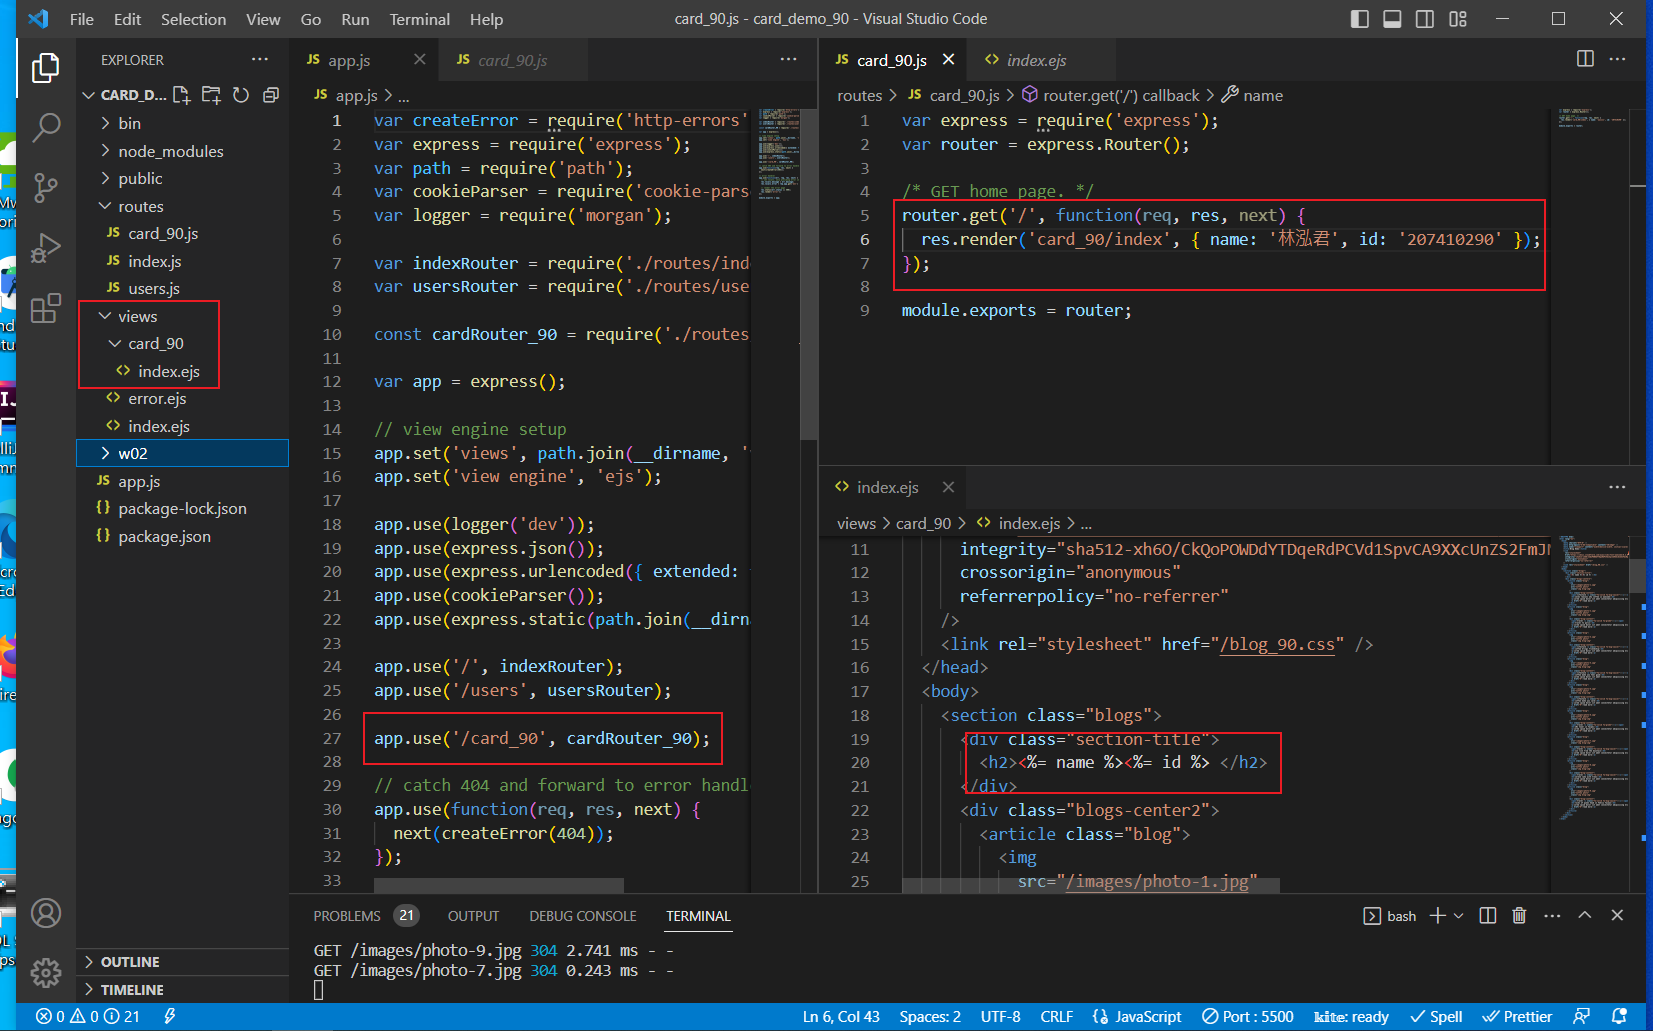 File Edit Selection View Go Run Terminal Help
card_90.js - card_demo_90 - Visual Studio Code
EXPLORER
CARD_D...
bin
node_modules
public
routes
JS card_90.js
JS index.js
JS users.js
views
card_90
<> index.ejs
<> error.ejs
<> index.ejs
w02
JS app.js
{} package-lock.json
{} package.json
OUTLINE
TIMELINE
JS app.js
JS card_90.js
JS app.js > ...
1 var createError = require('http-errors'
2 var express = require('express');
3 var path = require('path');
4 var cookieParser = require('cookie-pars
5 var logger = require('morgan');
6
7 var indexRouter = require('./routes/ind
8 var usersRouter = require('./routes/use
9
10 const cardRouter_90 = require('./routes
11
12 var app = express();
13
14 // view engine setup
15 app.set('views', path.join(__dirname, '
16 app.set('view engine', 'ejs');
17
18 app.use(logger('dev'));
19 app.use(express.json());
20 app.use(express.urlencoded({ extended:
21 app.use(cookieParser());
22 app.use(express.static(path.join(__dirn
23
24 app.use('/', indexRouter);
25 app.use('/users', usersRouter);
26
27 app.use('/card_90', cardRouter_90);
28
29 // catch 404 and forward to error handl
30 app.use(function(req, res, next) {
31 next(createError(404));
32 });
33
JS card_90.js
<> index.ejs
routes > JS card_90.js > router.get('/') callback > name
1 var express = require('express');
2 var router = express.Router();
3
4 /* GET home page. */
5 router.get('/', function(req, res, next) {
6 res.render('card_90/index', { name: '林泓君', id: '207410290' });
7 });
8
9 module.exports = router;
<> index.ejs
views > card_90 > <> index.ejs > ...
11 integrity="sha512-xh6O/CkQoPOWDdYTDqeRdPCVd1SpvCA9XXcUnZS2FmJN
12 crossorigin="anonymous"
13 referrerpolicy="no-referrer"
14 />
15 <link rel="stylesheet" href="/blog_90.css" />
16 </head>
17 <body>
18 <section class="blogs">
19 <div class="section-title">
20 <h2><%= name %><%= id %> </h2>
21 </div>
22 <div class="blogs-center2">
23 <article class="blog">
24 <img
25 src="/images/photo-1.jpg"
PROBLEMS 21 OUTPUT DEBUG CONSOLE TERMINAL
bash
GET /images/photo-9.jpg 304 2.741 ms - -
GET /images/photo-7.jpg 304 0.243 ms - -
0 0 21
Ln 6, Col 43 Spaces: 2 UTF-8 CRLF {} JavaScript Port : 5500 kite: ready Spell Prettier